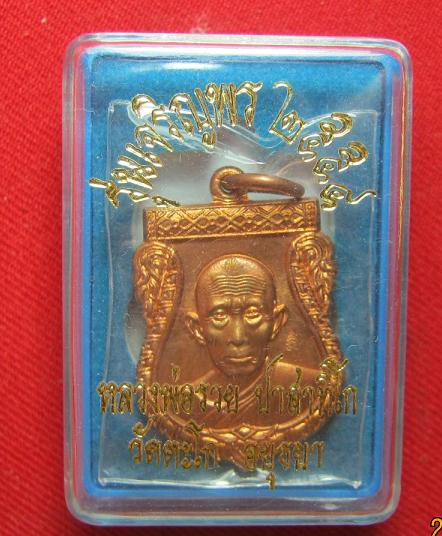 รุ่นเจริญพร ๒๕๕๘
หลวงพ่อรวย ป๋าสาทิโก
วัดตะโก อยุธยา
2